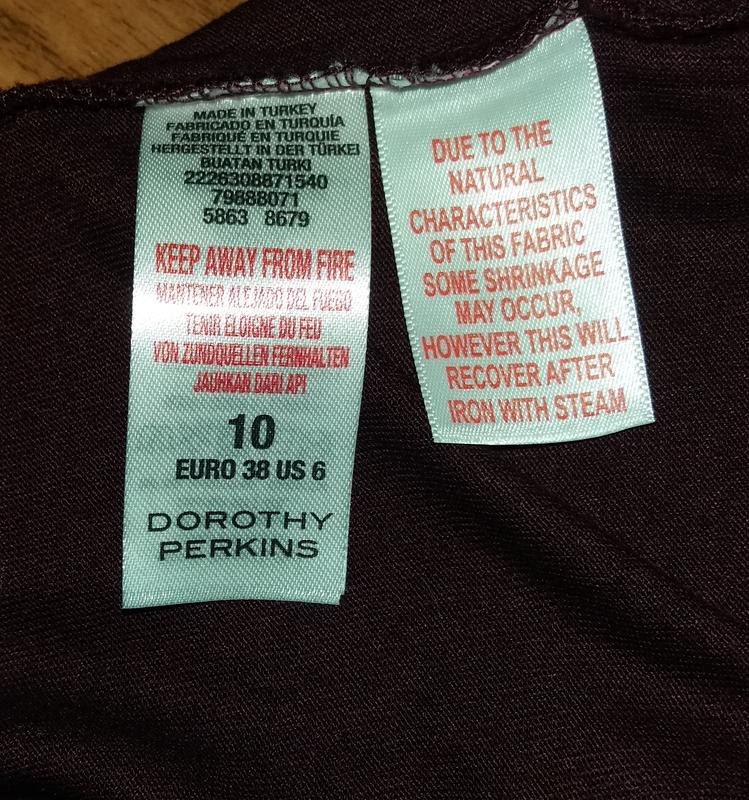 MADE IN TURKEY
FABRICADO EN TURQUÍA
FABRIQUÉ EN TURQUIE
HERGESTELLT IN DER TÜRKEI
BUATAN TURKI
2226308871540
79888071
5863 8679
KEEP AWAY FROM FIRE
MANTENER ALEJADO DEL FUEGO
TENIR ELOIGNE DU FEU
VON ZUNDQUELLEN FERNHALTEN
JAUHKAN DARI API
10
EURO 38 US 6
DOROTHY
PERKINS
DUE TO THE
NATURAL
CHARACTERISTICS
OF THIS FABRIC
SOME SHRINKAGE
MAY OCCUR,
HOWEVER THIS WILL
RECOVER AFTER
IRON WITH STEAM